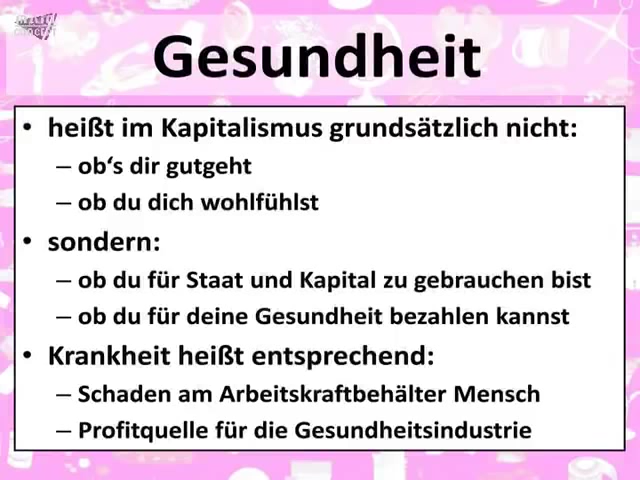 Gesundheit
• heißt im Kapitalismus grundsätzlich nicht:
– ob‘s dir gutgeht
– ob du dich wohlfühlst
• sondern:
– ob du für Staat und Kapital zu gebrauchen bist
– ob du für deine Gesundheit bezahlen kannst
• Krankheit heißt entsprechend:
– Schaden am Arbeitskraftbehälter Mensch
– Profitquelle für die Gesundheitsindustrie